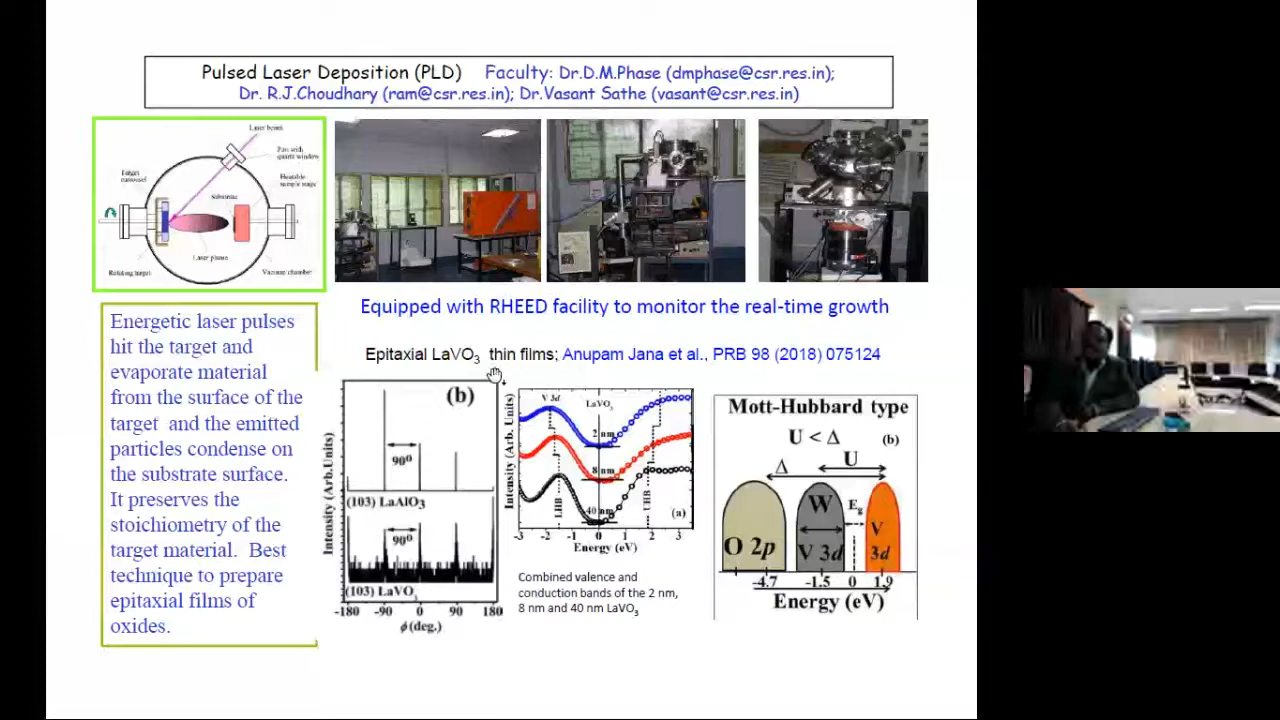 Pulsed Laser Deposition (PLD) Faculty: Dr.D.M.Phase (dmphase@csr.res.in);
Dr. R.J.Choudhary (ram@csr.res.in); Dr.Vasant Sathe (vasant@csr.res.in)
Laser beam
Port with
quartz window
Target
carrousel
Heatable
sample stage
Substrate
Laser plume
Rotating target
Vacuum chamber
Equipped with RHEED facility to monitor the real-time growth
Epitaxial LaVO3 thin films; Anupam Jana et al., PRB 98 (2018) 075124
Energetic laser pulses
hit the target and
evaporate material
from the surface of the
target and the emitted
particles condense on
the substrate surface.
It preserves the
stoichiometry of the
target material. Best
technique to prepare
epitaxial films of
oxides.
(b)
90⁰
(103) LaAlO3
90⁰
(103) LaVO3
Intensity (Arb.Units)
-180 -90 0 90 180
ϕ(deg.)
V 3d
LaVO3
2 nm
8 nm
40 nm
LHB
UHB
(a)
Intensity (Arb. Units)
-3 -2 -1 0 1 2 3
Energy (eV)
Combined valence and
conduction bands of the 2 nm,
8 nm and 40 nm LaVO3
Mott-Hubbard type
U < Δ (b)
Δ U
W
Eg
O 2p
V 3d
V
3d
-4.7 -1.5 0 1.9
Energy (eV)